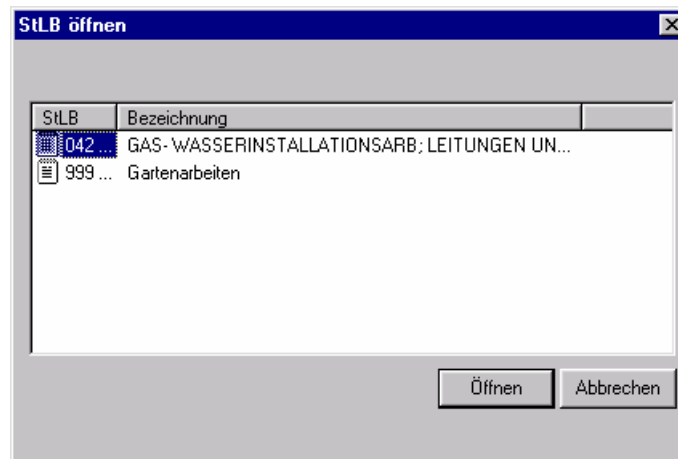 StLB öffnen
StLB Bezeichnung
042 ... GAS- WASSERINSTALLATIONSARB; LEITUNGEN UN...
999 ... Gartenarbeiten
Öffnen Abbrechen